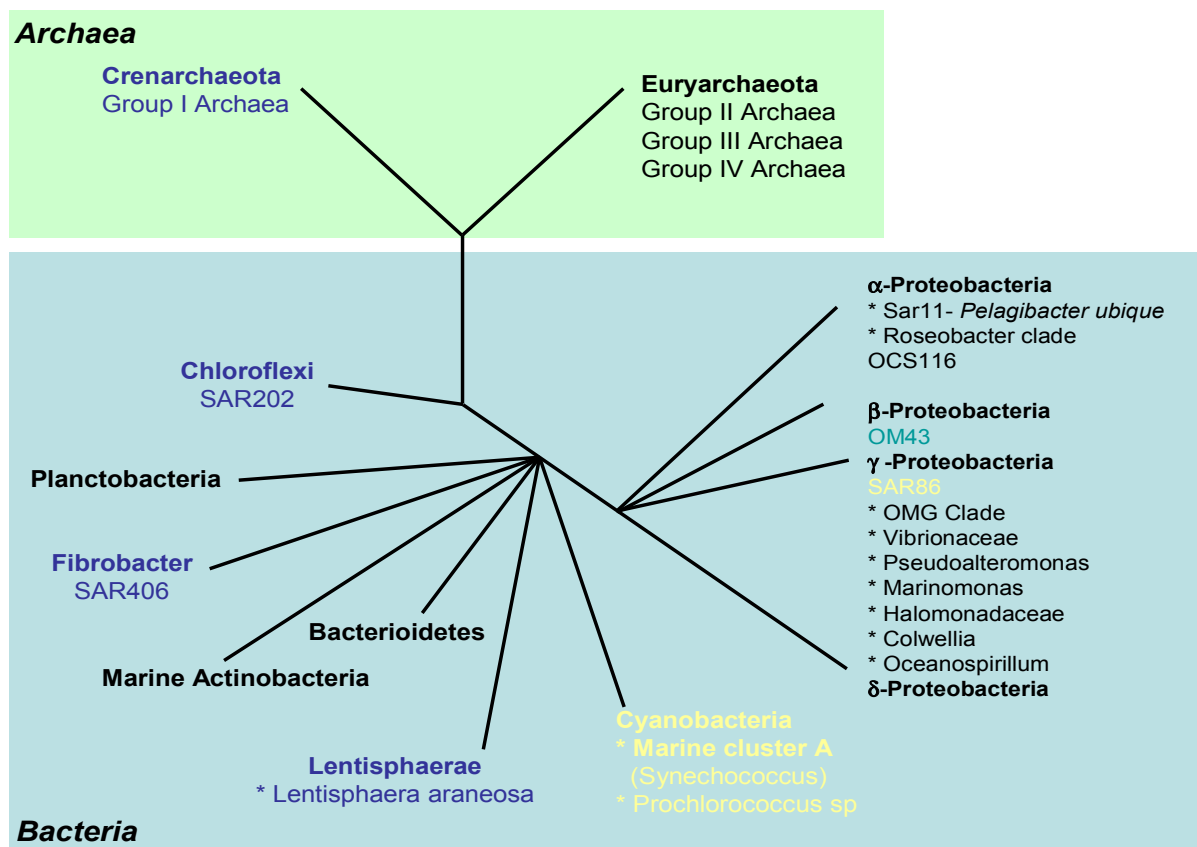 Archaea
Crenarchaeota
Group I Archaea
Euryarchaeota
Group II Archaea
Group III Archaea
Group IV Archaea
α-Proteobacteria
* Sar11- Pelagibacter ubique
* Roseobacter clade
OCS116
Chloroflexi
SAR202
β-Proteobacteria
OM43
γ -Proteobacteria
SAR86
* OMG Clade
* Vibrionaceae
* Pseudoalteromonas
* Marinomonas
* Halomonadaceae
* Colwellia
* Oceanospirillum
δ-Proteobacteria
Planctobacteria
Fibrobacter
SAR406
Bacterioidetes
Marine Actinobacteria
Lentisphaerae
* Lentisphaera araneosa
Cyanobacteria
* Marine cluster A
(Synechococcus)
* Prochlorococcus sp
Bacteria